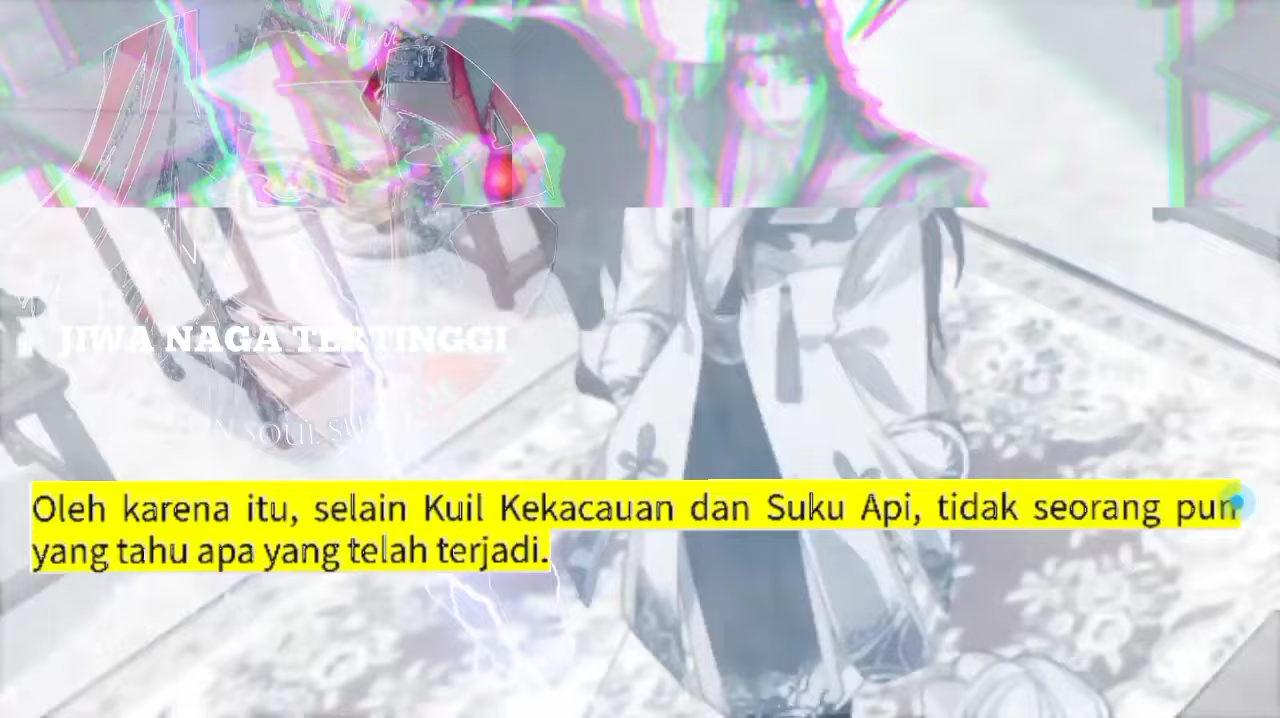 JIWA NAGA TERTINGGI
SOUL
Oleh karena itu, selain Kuil Kekacauan dan Suku Api, tidak seorang pun
yang tahu apa yang telah terjadi.